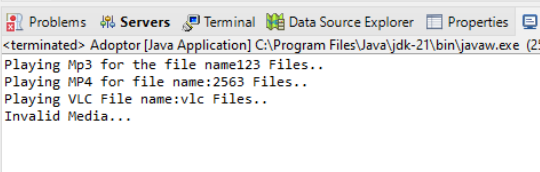 Problems Servers Terminal Data Source Explorer Properties
<terminated> Adoptor [Java Application] C:\Program Files\Java\jdk-21\bin\javaw.exe (25
Playing Mp3 for the file name123 Files..
Playing MP4 for file name:2563 Files..
Playing VLC File name:vlc Files..
Invalid Media...